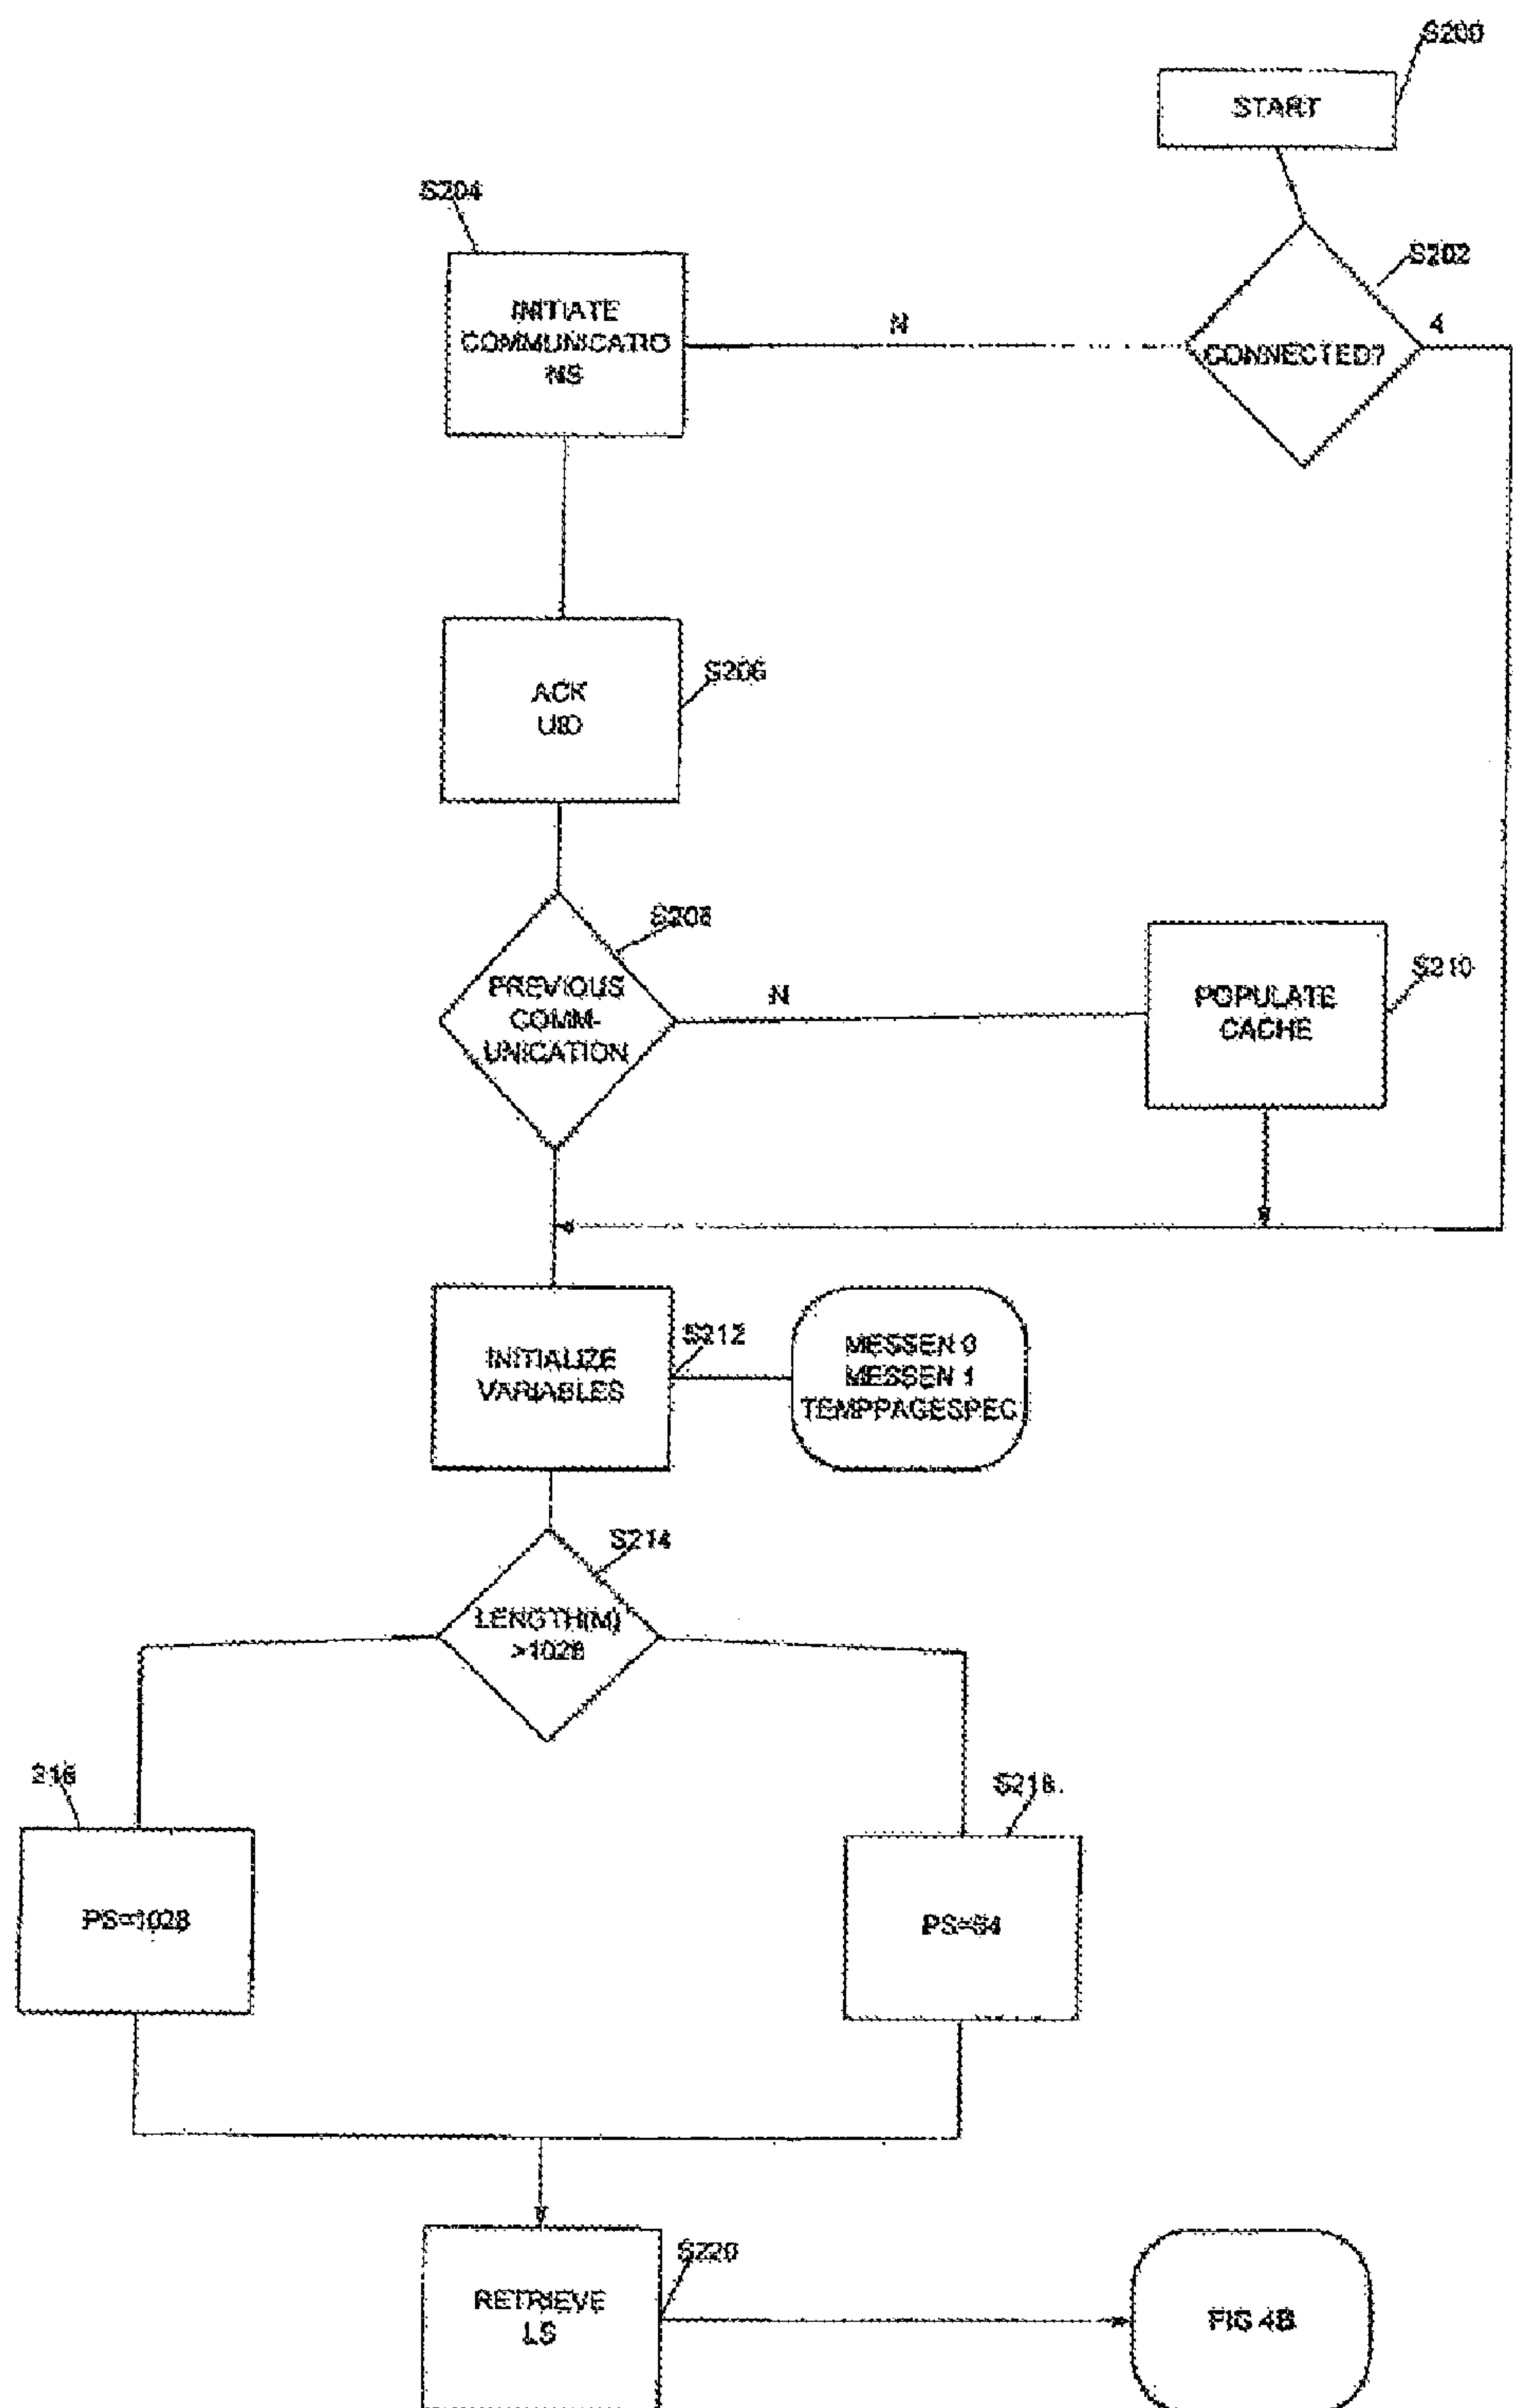 S200
START
S204
S202
INITIATE
COMMUNICATIO
NS
N
CONNECTED?
4
ACK
UID
S206
S208
PREVIOUS
COMM-
UNICATION
N
POPULATE
CACHE
S210
INITIALIZE
VARIABLES
S212
MESSEN 0
MESSEN 1
TEMPPAGESPEC
S214
LENGTH(M)
>1028
216
S218.
PS=1028
PS=64
RETRIEVE
LS
S220
FIG 4B